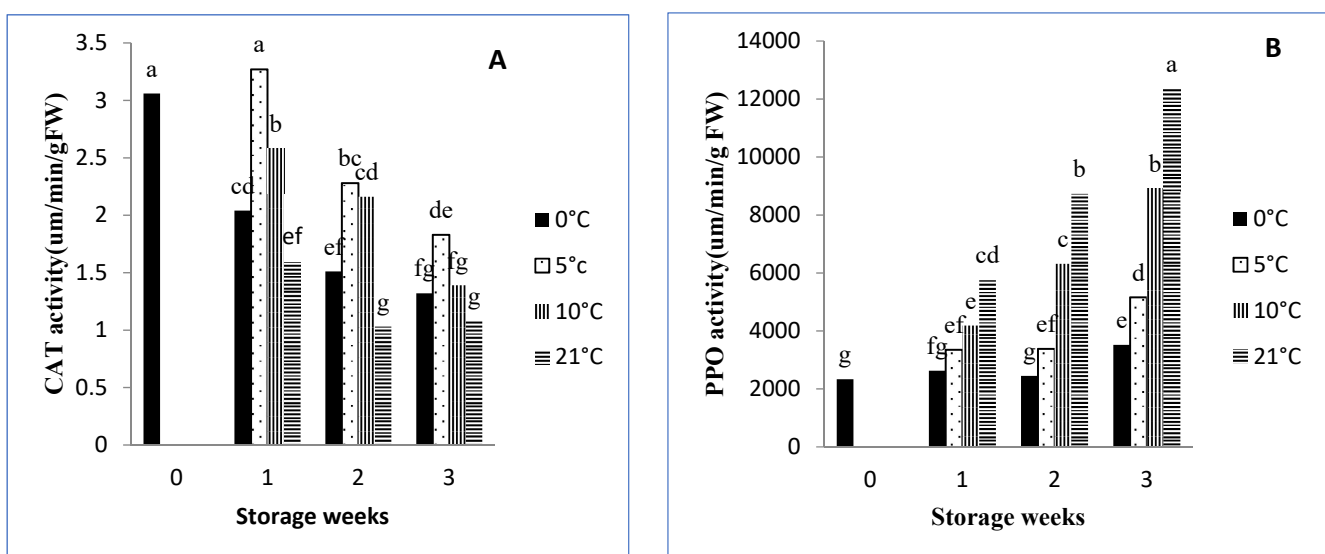 A
CAT activity(um/min/gFW)
3.5
3
2.5
2
1.5
1
0.5
0
a
cd
a
b
ef
ef
bc
cd
g
fg
de
fg
g
0 1 2 3
Storage weeks
0°C
5°c
10°C
21°C
B
PPO activity(um/min/g FW)
14000
12000
10000
8000
6000
4000
2000
0
g
fg
ef
e
cd
g
ef
c
b
e
d
b
a
0 1 2 3
Storage weeks
0°C
5°C
10°C
21°C